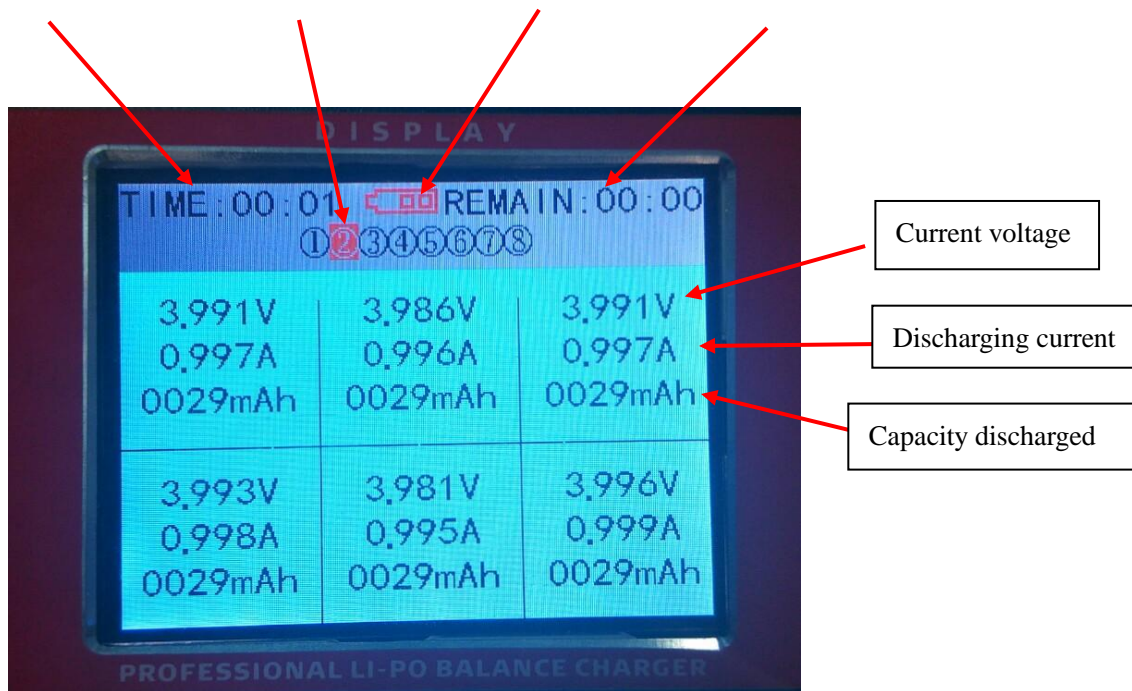 DISPLAY
TIME:00:01 REMAIN:00:00
①②③④⑤⑥⑦⑧
3.991V 3.986V 3.991V
0.997A 0.996A 0.997A
0029mAh 0029mAh 0029mAh
3.993V 3.981V 3.996V
0.998A 0.995A 0.999A
0029mAh 0029mAh 0029mAh
PROFESSIONAL LI-PO BALANCE CHARGER
Current voltage
Discharging current
Capacity discharged